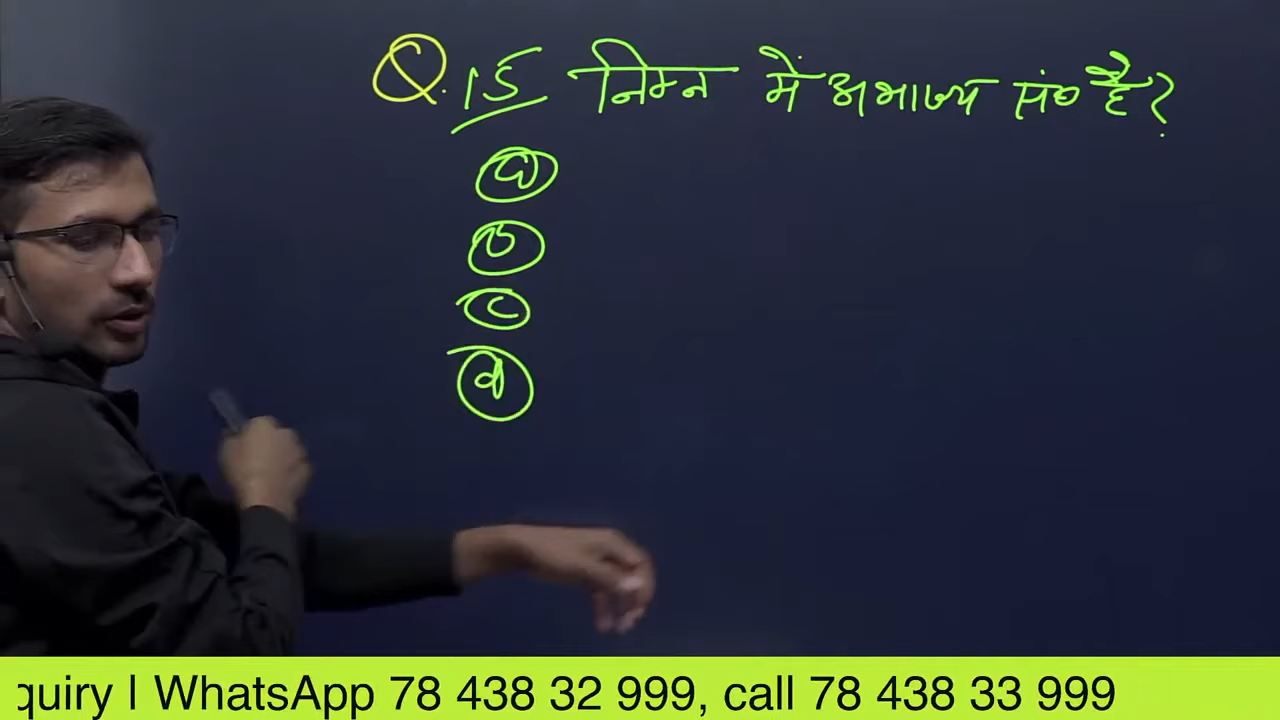 Q.15 निम्न में अभाज्य सं० है?
(a)
(b)
(c)
(d)
quiry | WhatsApp 78 438 32 999, call 78 438 33 999